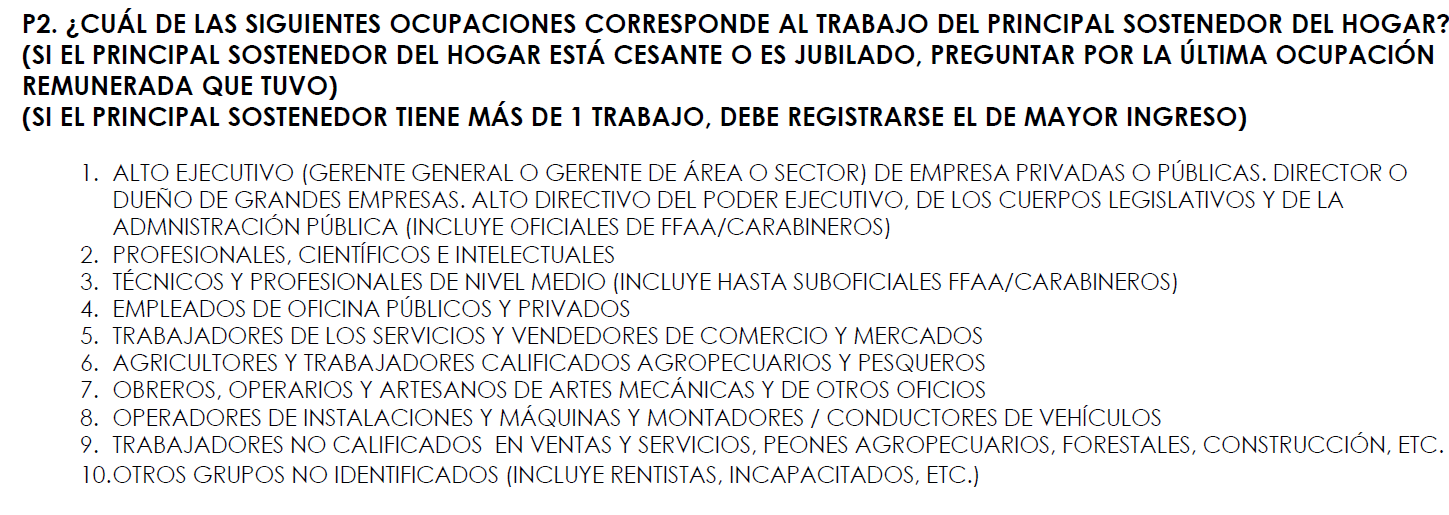 P2. ¿CUÁL DE LAS SIGUIENTES OCUPACIONES CORRESPONDE AL TRABAJO DEL PRINCIPAL SOSTENEDOR DEL HOGAR?
(SI EL PRINCIPAL SOSTENEDOR DEL HOGAR ESTÁ CESANTE O ES JUBILADO, PREGUNTAR POR LA ÚLTIMA OCUPACIÓN
REMUNERADA QUE TUVO)
(SI EL PRINCIPAL SOSTENEDOR TIENE MÁS DE 1 TRABAJO, DEBE REGISTRARSE EL DE MAYOR INGRESO)
1. ALTO EJECUTIVO (GERENTE GENERAL O GERENTE DE ÁREA O SECTOR) DE EMPRESA PRIVADAS O PÚBLICAS. DIRECTOR O
DUEÑO DE GRANDES EMPRESAS. ALTO DIRECTIVO DEL PODER EJECUTIVO, DE LOS CUERPOS LEGISLATIVOS Y DE LA
ADMNISTRACIÓN PÚBLICA (INCLUYE OFICIALES DE FFAA/CARABINEROS)
2. PROFESIONALES, CIENTÍFICOS E INTELECTUALES
3. TÉCNICOS Y PROFESIONALES DE NIVEL MEDIO (INCLUYE HASTA SUBOFICIALES FFAA/CARABINEROS)
4. EMPLEADOS DE OFICINA PÚBLICOS Y PRIVADOS
5. TRABAJADORES DE LOS SERVICIOS Y VENDEDORES DE COMERCIO Y MERCADOS
6. AGRICULTORES Y TRABAJADORES CALIFICADOS AGROPECUARIOS Y PESQUEROS
7. OBREROS, OPERARIOS Y ARTESANOS DE ARTES MECÁNICAS Y DE OTROS OFICIOS
8. OPERADORES DE INSTALACIONES Y MÁQUINAS Y MONTADORES / CONDUCTORES DE VEHÍCULOS
9. TRABAJADORES NO CALIFICADOS EN VENTAS Y SERVICIOS, PEONES AGROPECUARIOS, FORESTALES, CONSTRUCCIÓN, ETC.
10.OTROS GRUPOS NO IDENTIFICADOS (INCLUYE RENTISTAS, INCAPACITADOS, ETC.)